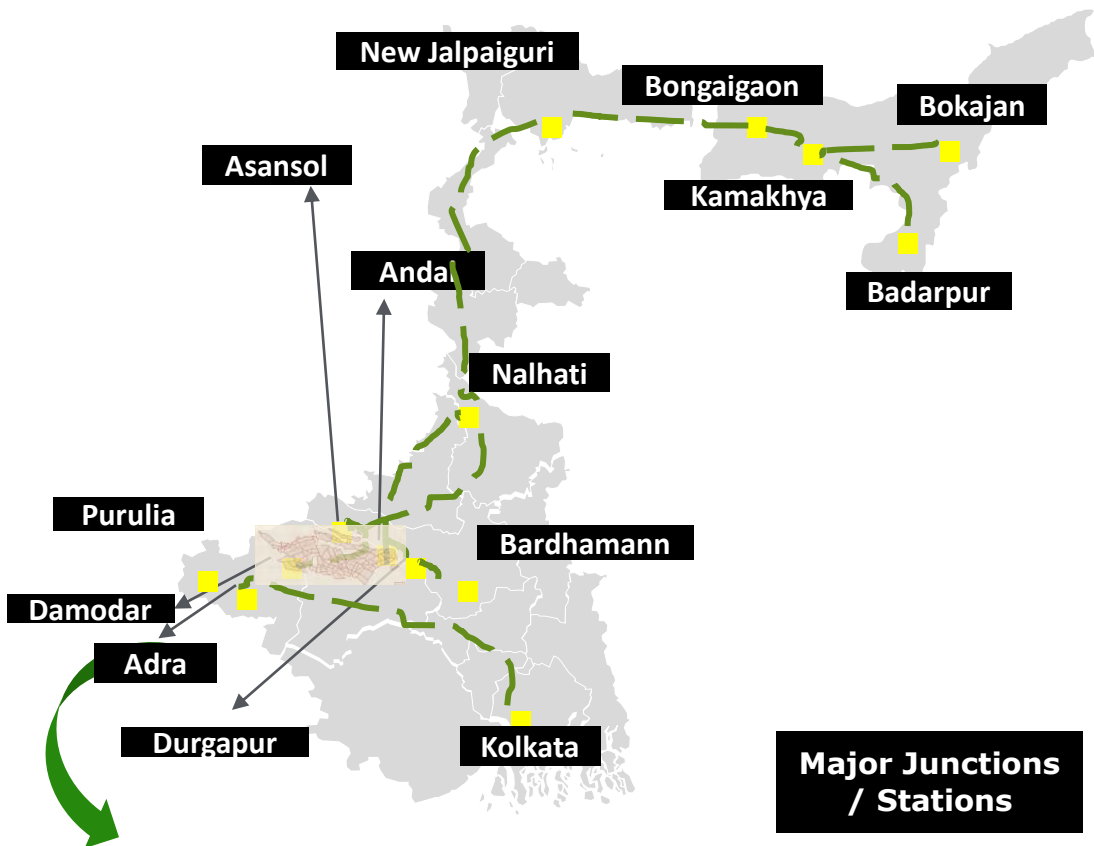 New Jalpaiguri
Bongaigaon
Bokajan
Asansol
Kamakhya
Andal
Badarpur
Nalhati
Purulia
Bardhamann
Damodar
Adra
Durgapur
Kolkata
Major Junctions
/ Stations